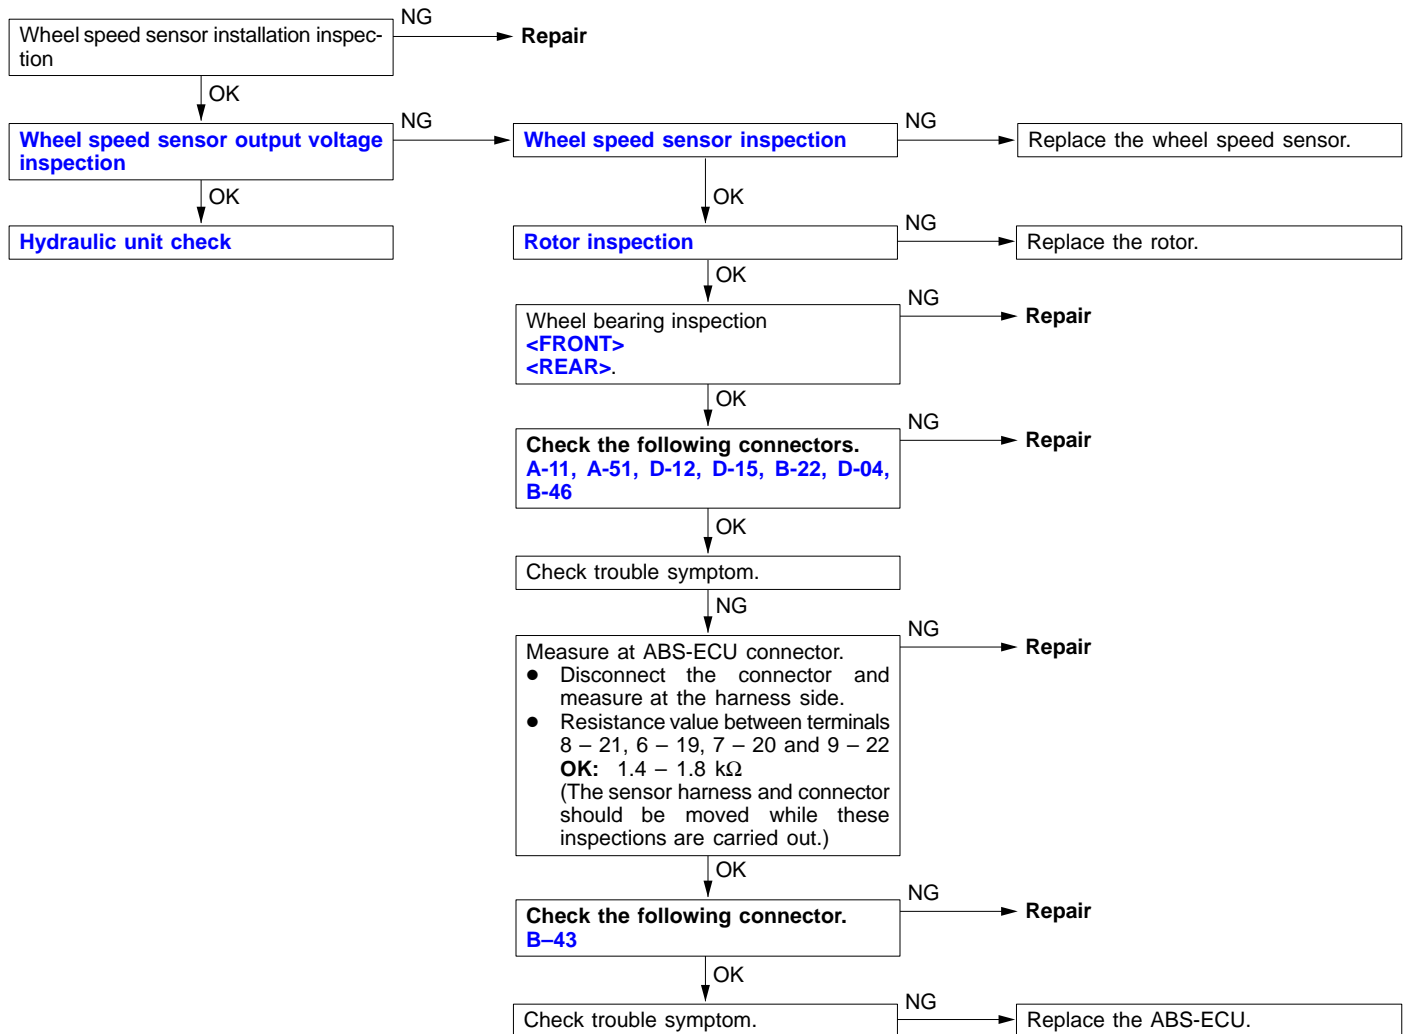 NG
Wheel speed sensor installation inspec-
tion
Repair
OK
NG
NG
Wheel speed sensor output voltage
inspection
Wheel speed sensor inspection
Replace the wheel speed sensor.
OK
OK
NG
Hydraulic unit check
Rotor inspection
Replace the rotor.
OK
NG
Wheel bearing inspection
<FRONT>
<REAR>.
Repair
OK
NG
Check the following connectors.
A-11, A-51, D-12, D-15, B-22, D-04,
B-46
Repair
OK
Check trouble symptom.
NG
NG
Measure at ABS-ECU connector.
● Disconnect the connector and
measure at the harness side.
● Resistance value between terminals
8 – 21, 6 – 19, 7 – 20 and 9 – 22
OK: 1.4 – 1.8 kΩ
(The sensor harness and connector
should be moved while these
inspections are carried out.)
Repair
OK
NG
Check the following connector.
B–43
Repair
OK
NG
Check trouble symptom.
Replace the ABS-ECU.